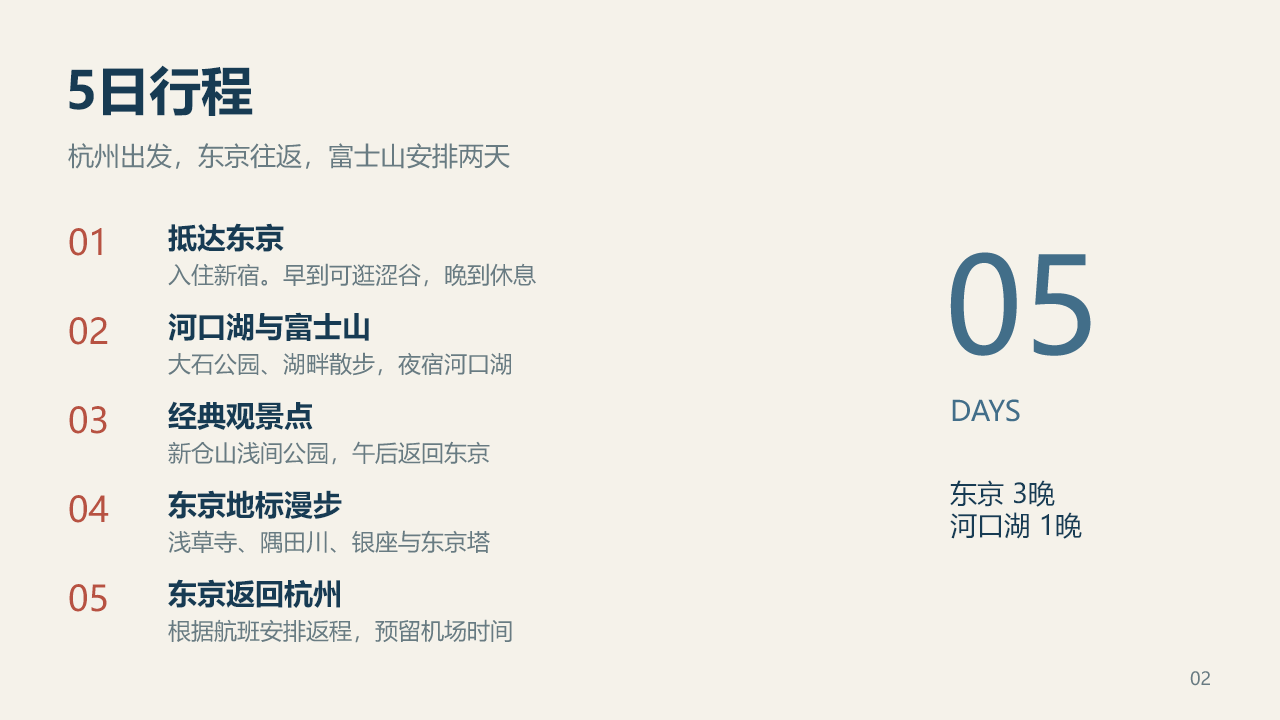 5日行程
杭州出发，东京往返，富士山安排两天
01
抵达东京
入住新宿。早到可逛涩谷，晚到休息
02
河口湖与富士山
大石公园、湖畔散步，夜宿河口湖
03
经典观景点
新仓山浅间公园，午后返回东京
04
东京地标漫步
浅草寺、隅田川、银座与东京塔
05
东京返回杭州
根据航班安排返程，预留机场时间
05
DAYS
东京 3晚
河口湖 1晚
02